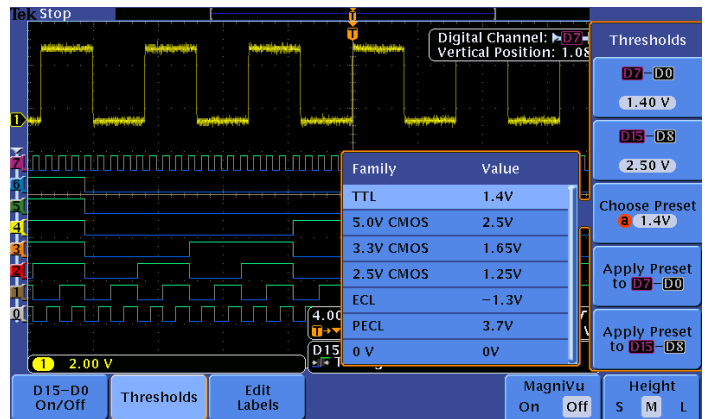 Tek Stop
Digital Channel: D7
Vertical Position: 1.08
Thresholds
D7–D0
1.40 V
D15–D8
2.50 V
Choose Preset
a 1.4V
Apply Preset
to D7–D0
Apply Preset
to D15–D8
Family Value
TTL 1.4V
5.0V CMOS 2.5V
3.3V CMOS 1.65V
2.5V CMOS 1.25V
ECL −1.3V
PECL 3.7V
0 V 0V
1
7
6
5
4
3
2
1
0
4.00
D15
1 2.00 V
D15–D0
On/Off
Thresholds
Edit
Labels
MagniVu
On Off
Height
S M L